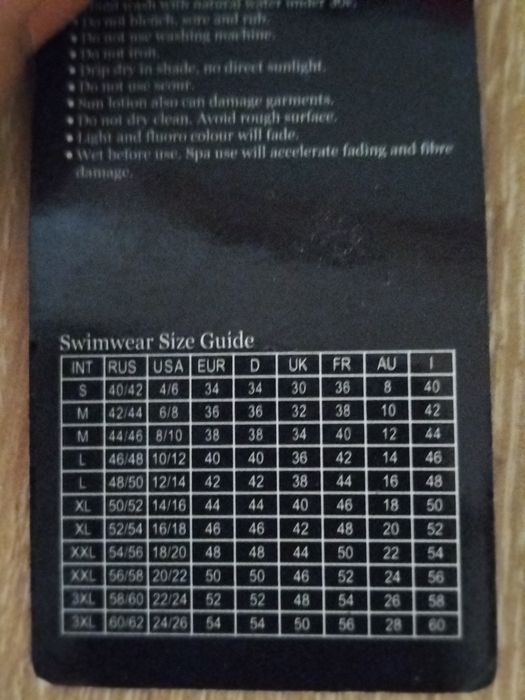 wash with natural water under
• Do not bleach, wore and rub.
• Do not use washing machine.
• Do not iron.
• Drip dry in shade, no direct sunlight.
• Do not use scour.
• Sun lotion also can damage garments.
• Do not dry clean. Avoid rough surface.
• Light and fluoro colour will fade.
• Wet before use. Spa use will accelerate fading and fibre
damage.
Swimwear Size Guide
INT RUS USA EUR D UK FR AU I
S 40/42 4/6 34 34 30 36 8 40
M 42/44 6/8 36 36 32 38 10 42
M 44/46 8/10 38 38 34 40 12 44
L 46/48 10/12 40 40 36 42 14 46
L 48/50 12/14 42 42 38 44 16 48
XL 50/52 14/16 44 44 40 46 18 50
XL 52/54 16/18 46 46 42 48 20 52
XXL 54/56 18/20 48 48 44 50 22 54
XXL 56/58 20/22 50 50 46 52 24 56
3XL 58/60 22/24 52 52 48 54 26 58
3XL 60/62 24/26 54 54 50 56 28 60